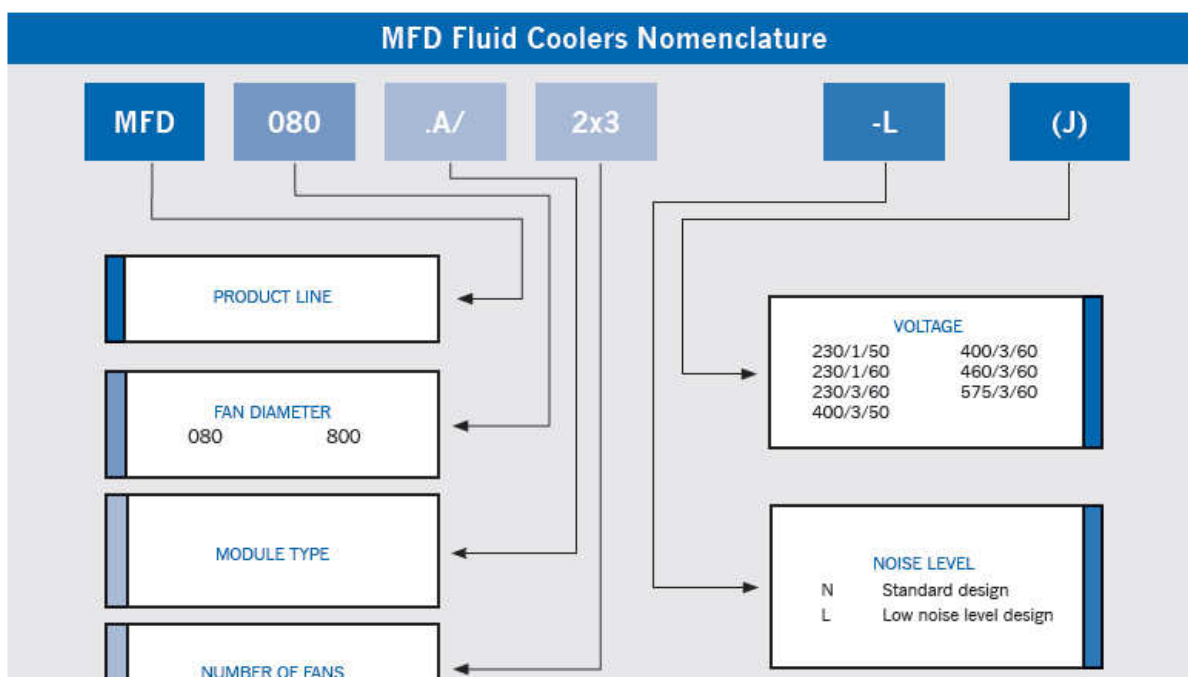 MFD Fluid Coolers Nomenclature
MFD 080 .A/ 2x3 -L (J)
PRODUCT LINE
FAN DIAMETER
080 800
MODULE TYPE
NUMBER OF FANS
VOLTAGE
230/1/50 400/3/60
230/1/60 460/3/60
230/3/60 575/3/60
400/3/50
NOISE LEVEL
N Standard design
L Low noise level design